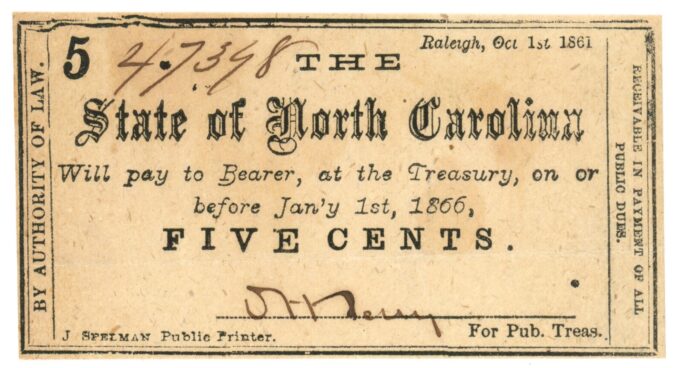 5 47398
Raleigh, Oct 1st 1861
THE
State of North Carolina
Will pay to Bearer, at the Treasury, on or
before Jan'y 1st, 1866,
FIVE CENTS.
For Pub. Treas.
J SPELMAN Public Printer.
BY AUTHORITY OF LAW.
RECEIVABLE IN PAYMENT OF ALL
PUBLIC DUES.